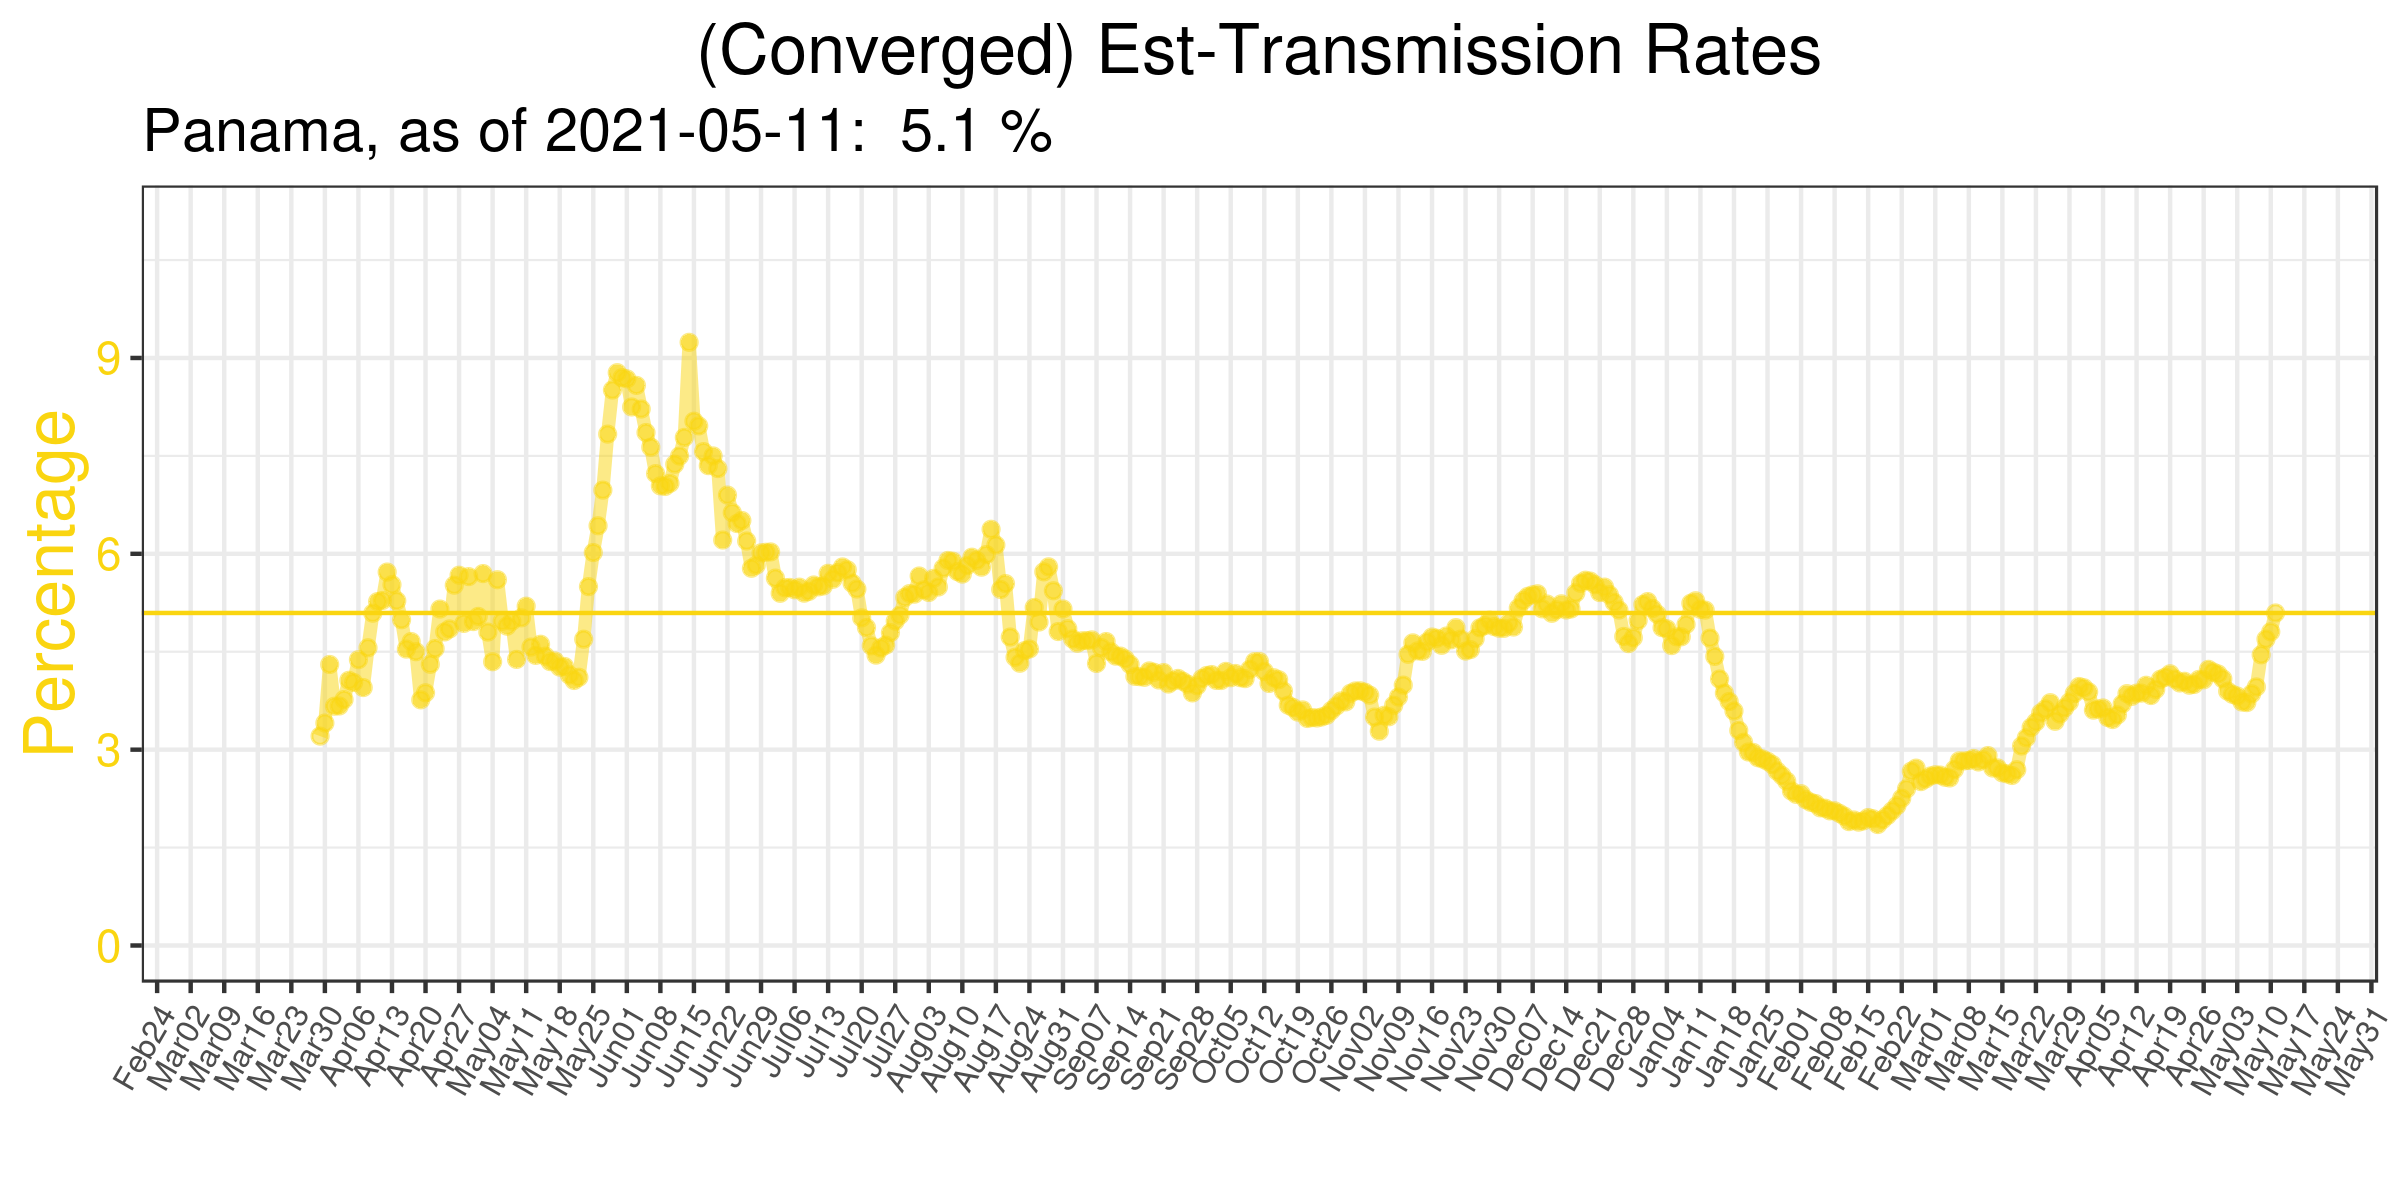 (Converged) Est-Transmission Rates
Panama, as of 2021-05-11:  5.1 %
Percentage
9
6
3
0
Feb24
Mar02
Mar09
Mar16
Mar23
Mar30
Apr06
Apr13
Apr20
Apr27
May04
May11
May18
May25
Jun01
Jun08
Jun15
Jun22
Jun29
Jul06
Jul13
Jul20
Jul27
Aug03
Aug10
Aug17
Aug24
Aug31
Sep07
Sep14
Sep21
Sep28
Oct05
Oct12
Oct19
Oct26
Nov02
Nov09
Nov16
Nov23
Nov30
Dec07
Dec14
Dec21
Dec28
Dec04
Jan11
Jan18
Jan25
Feb01
Feb08
Feb15
Feb22
Mar01
Mar08
Mar15
Mar22
Mar29
Apr05
Apr12
Apr19
Apr26
May03
May10
May17
May24
May31